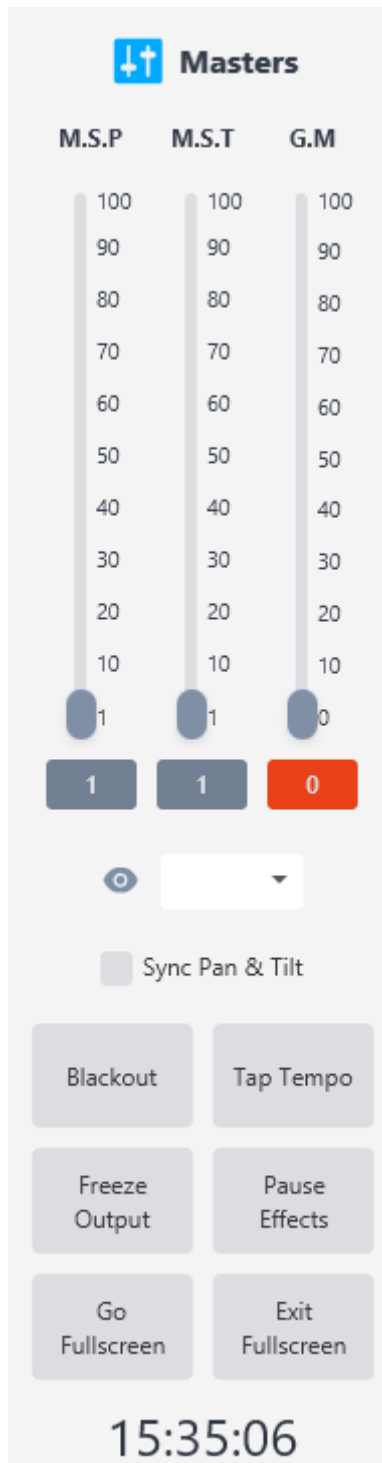 Masters
M.S.P M.S.T G.M
100 100 100
90 90 90
80 80 80
70 70 70
60 60 60
50 50 50
40 40 40
30 30 30
20 20 20
10 10 10
1 1 0
1 1 0
Sync Pan & Tilt
Blackout Tap Tempo
Freeze Pause
Output Effects
Go Exit
Fullscreen Fullscreen
15:35:06